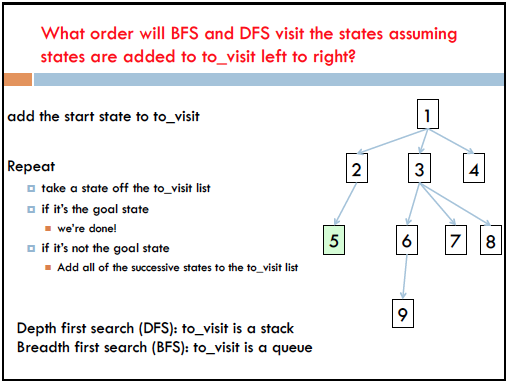 What order will BFS and DFS visit the states assuming
states are added to to_visit left to right?
add the start state to to_visit
Repeat
take a state off the to_visit list
if it's the goal state
we're done!
if it's not the goal state
Add all of the successive states to the to_visit list
Depth first search (DFS): to_visit is a stack
Breadth first search (BFS): to_visit is a queue
1
2 3 4
5 6 7 8
9